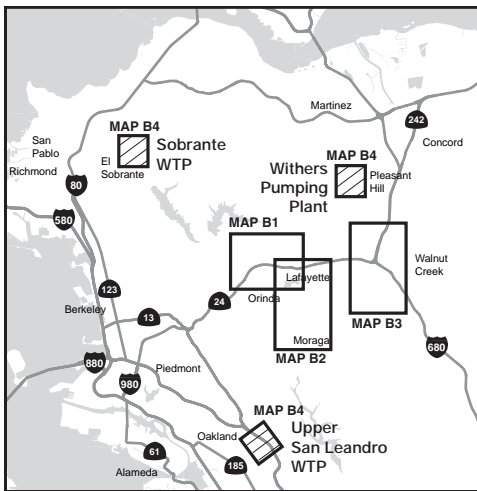 Martinez
242
MAP B4
Sobrante
WTP
San
Pablo
Richmond
El
Sobrante
Concord
MAP B4
Withers
Pumping
Plant
Pleasant
Hill
80
580
MAP B1
Walnut
Creek
Lafayette
Orinda
123
24
Berkeley
13
MAP B3
Moraga
MAP B2
680
880
980
Piedmont
MAP B4
Upper
San Leandro
WTP
Oakland
61
185
Alameda